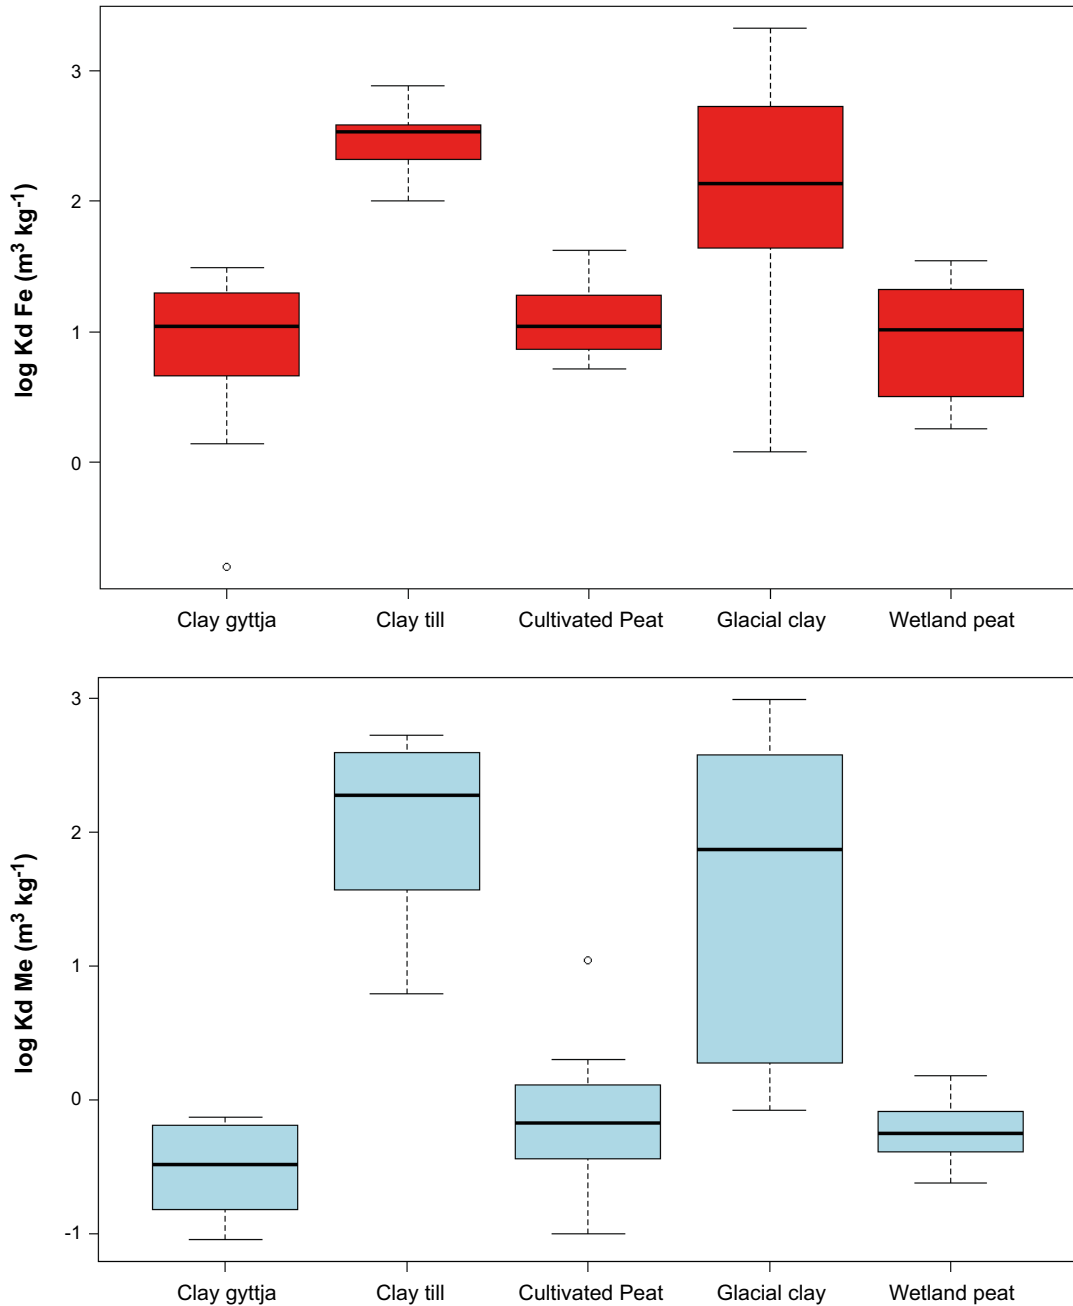 log Kd Fe (m³ kg⁻¹)
3
2
1
0
Clay gyttja Clay till Cultivated Peat Glacial clay Wetland peat
log Kd Me (m³ kg⁻¹)
3
2
1
0
-1
Clay gyttja Clay till Cultivated Peat Glacial clay Wetland peat